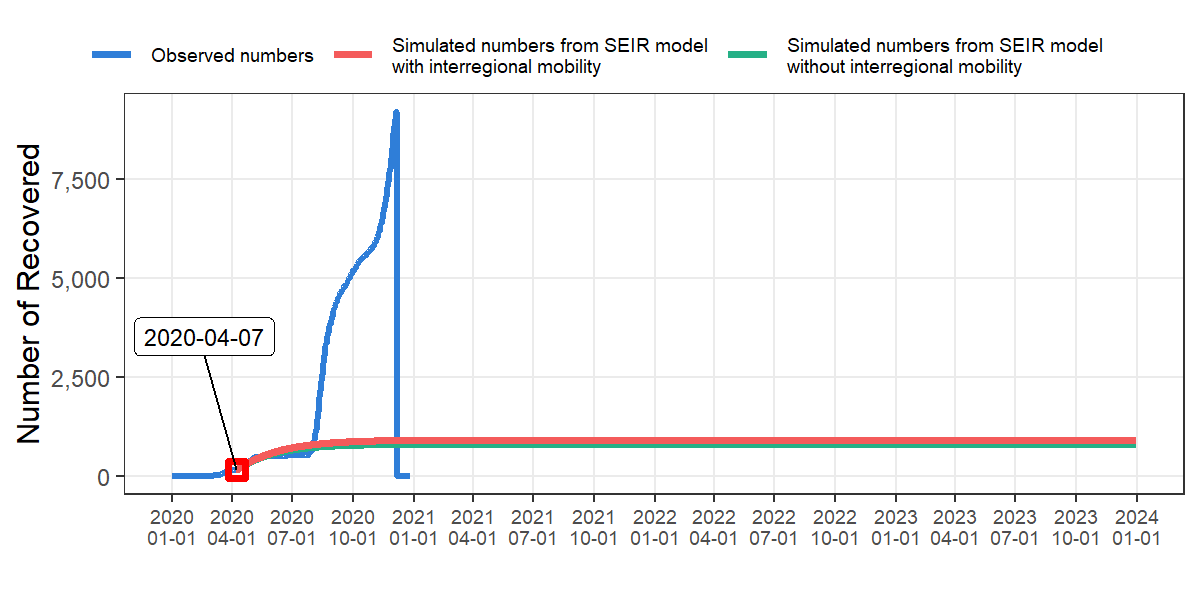 Observed numbers
Simulated numbers from SEIR model
with interregional mobility
Simulated numbers from SEIR model
without interregional mobility
Number of Recovered
7,500
5,000
2,500
0
2020-04-07
2020 2020 2020 2020 2021 2021 2021 2021 2022 2022 2022 2022 2023 2023 2023 2023 2024
01-01 04-01 07-01 10-01 01-01 04-01 07-01 10-01 01-01 04-01 07-01 10-01 01-01 04-01 07-01 10-01 01-01